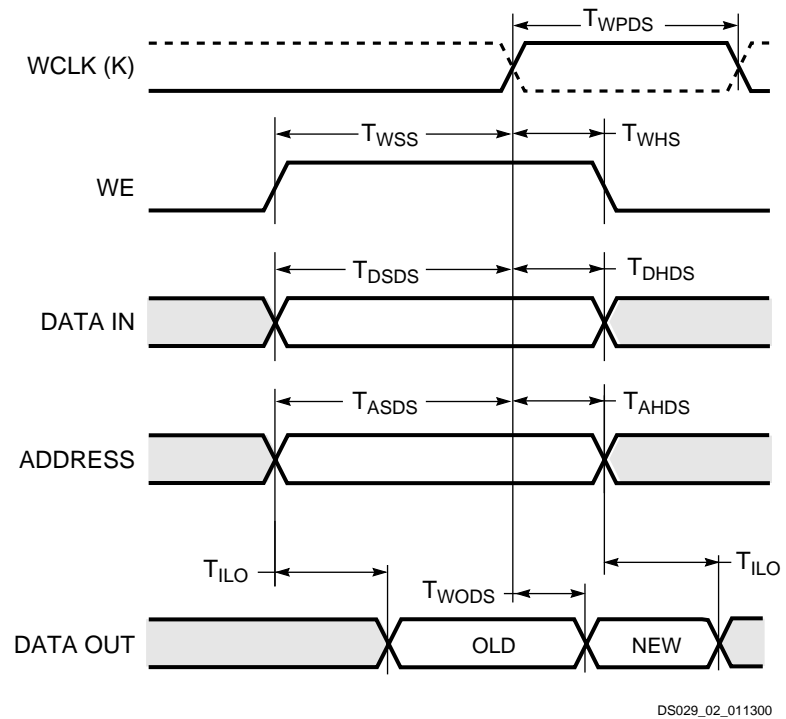 T_WPDS
WCLK (K)
T_WSS
T_WHS
WE
T_DSDS
T_DHDS
DATA IN
T_ASDS
T_AHDS
ADDRESS
T_ILO
T_ILO
T_WODS
DATA OUT
OLD
NEW
DS029_02_011300